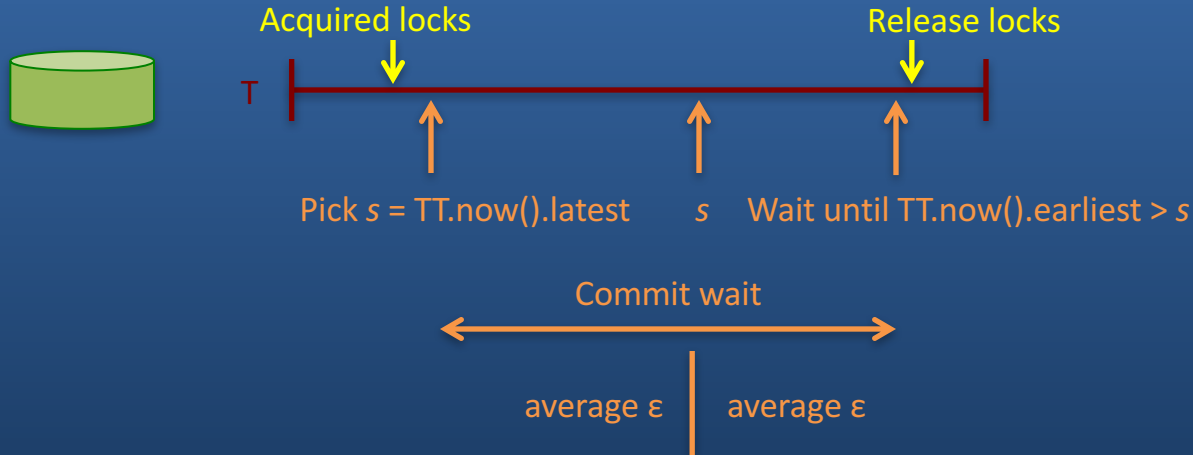 Acquired locks
Release locks
T
Pick s = TT.now().latest
s
Wait until TT.now().earliest > s
Commit wait
average ε
average ε